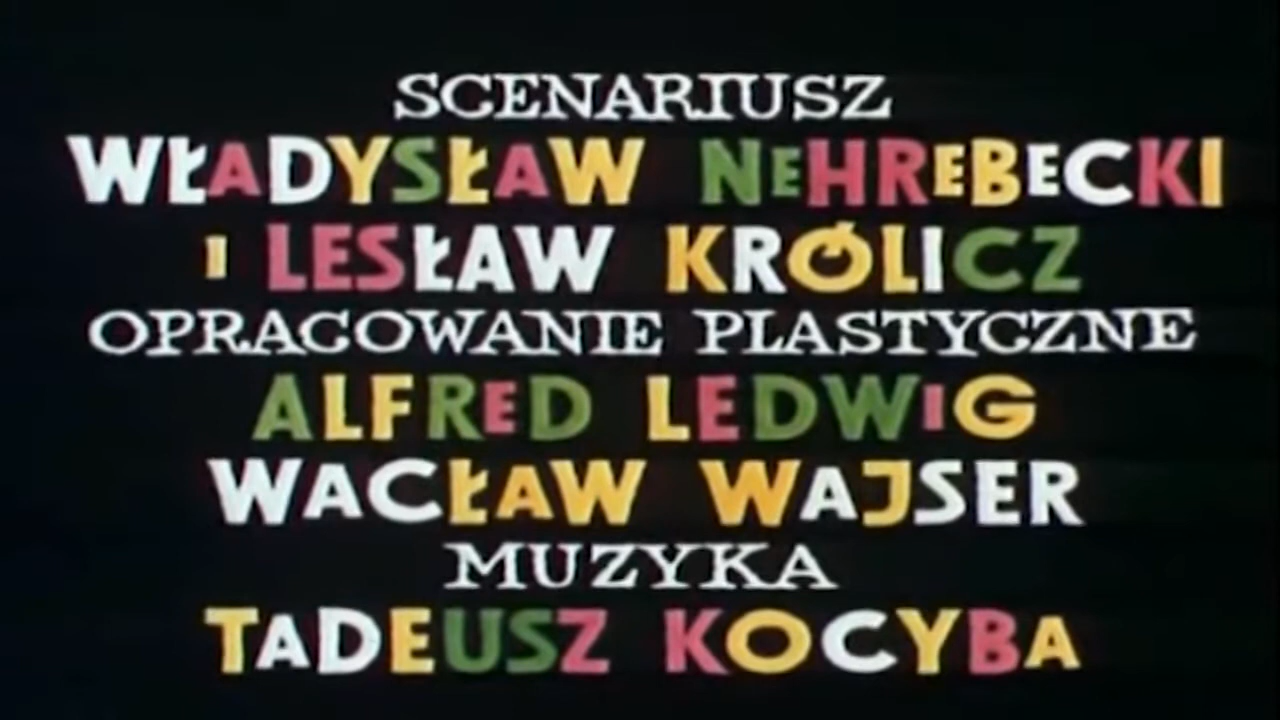 SCENARIUSZ
WŁADYSŁAW NEHREBECKI
I LESŁAW KRÓLICZ
OPRACOWANIE PLASTYCZNE
ALFRED LEDWIG
WACŁAW WAJSER
MUZYKA
TADEUSZ KOCYBA